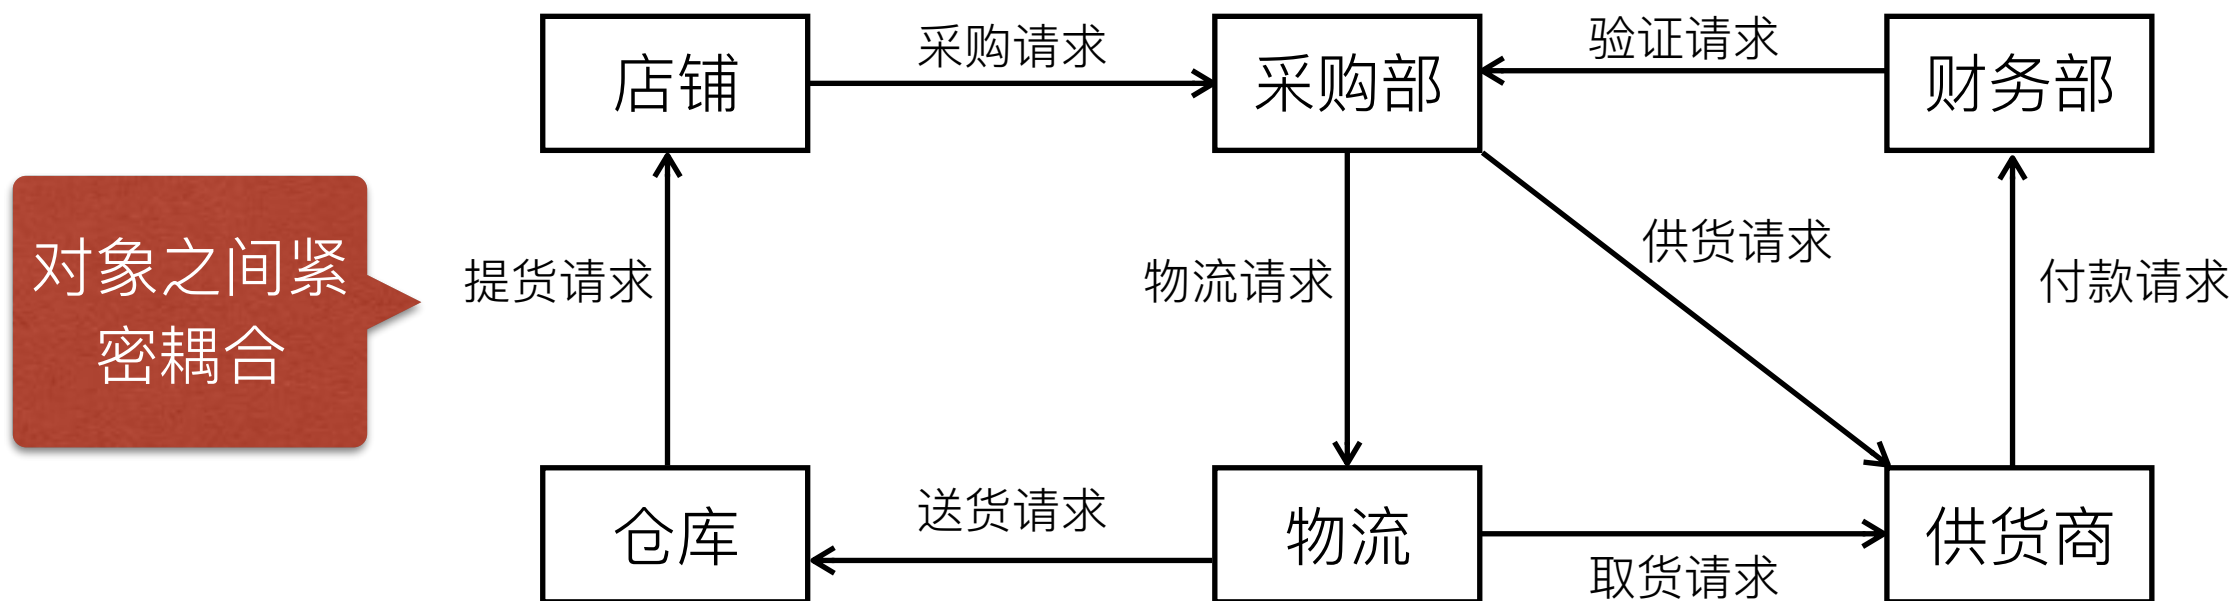 店铺
采购请求
采购部
验证请求
财务部
对象之间紧
密耦合
提货请求
物流请求
供货请求
付款请求
仓库
送货请求
物流
取货请求
供货商